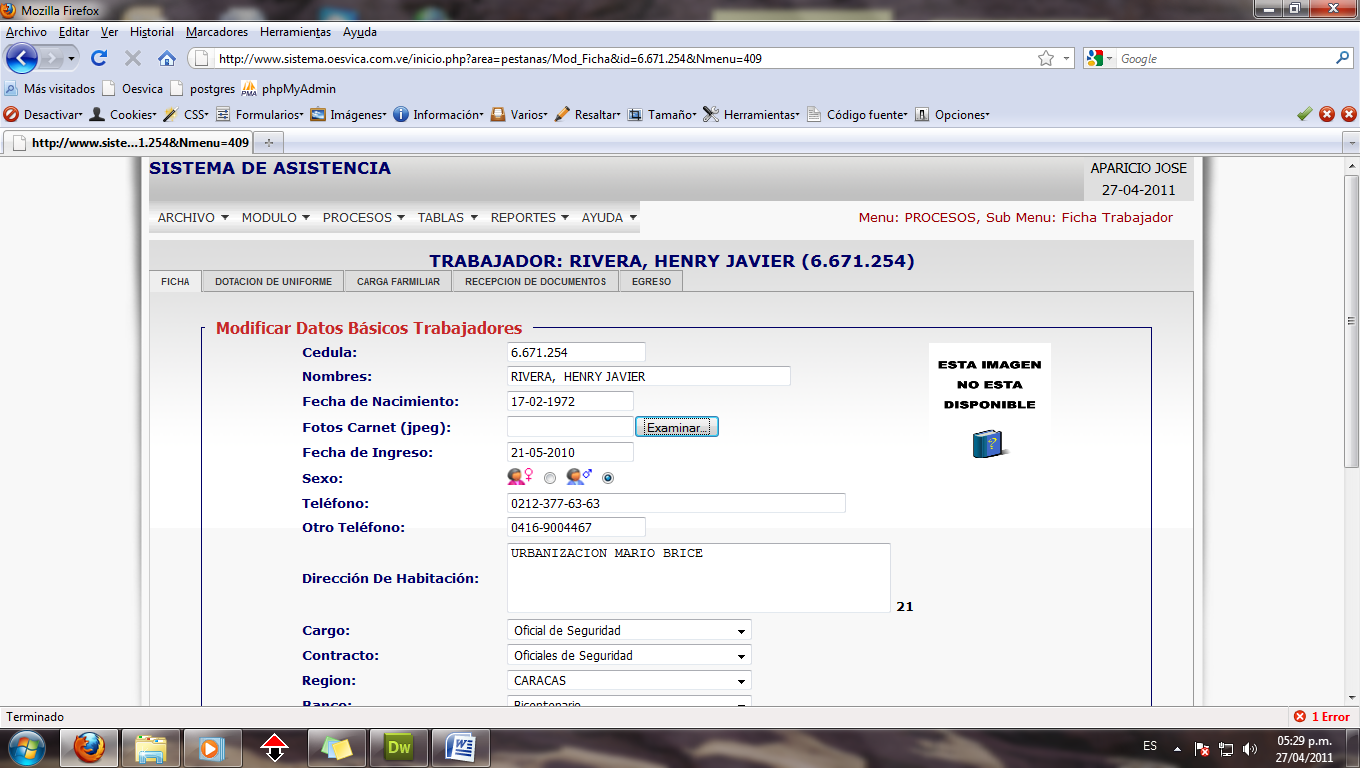 Mozilla Firefox
Archivo Editar Ver Historial Marcadores Herramientas Ayuda
http://www.sistema.oesvica.com.ve/inicio.php?area=pestanas/Mod_Ficha&id=6.671.254&Nmenu=409
Google
Más visitados Oesvica postgres phpMyAdmin
Desactivar Cookies CSS Formularios Imágenes Información Varios Resaltar Tamaño Herramientas Código fuente Opciones
http://www.siste...1.254&Nmenu=409
SISTEMA DE ASISTENCIA
APARICIO JOSE
27-04-2011
ARCHIVO MODULO PROCESOS TABLAS REPORTES AYUDA
Menu: PROCESOS, Sub Menu: Ficha Trabajador
TRABAJADOR: RIVERA, HENRY JAVIER (6.671.254)
FICHA DOTACION DE UNIFORME CARGA FARMILIAR RECEPCION DE DOCUMENTOS EGRESO
Modificar Datos Básicos Trabajadores
Cedula: 6.671.254
Nombres: RIVERA, HENRY JAVIER
Fecha de Nacimiento: 17-02-1972
Fotos Carnet (jpeg): Examinar...
Fecha de Ingreso: 21-05-2010
Sexo:
Teléfono: 0212-377-63-63
Otro Teléfono: 0416-9004467
Dirección De Habitación: URBANIZACION MARIO BRICE
21
Cargo: Oficial de Seguridad
Contracto: Oficiales de Seguridad
Region: CARACAS
Banco: Bicentenario
ESTA IMAGEN
NO ESTA
DISPONIBLE
Terminado
1 Error
Dw
ES
05:29 p.m.
27/04/2011